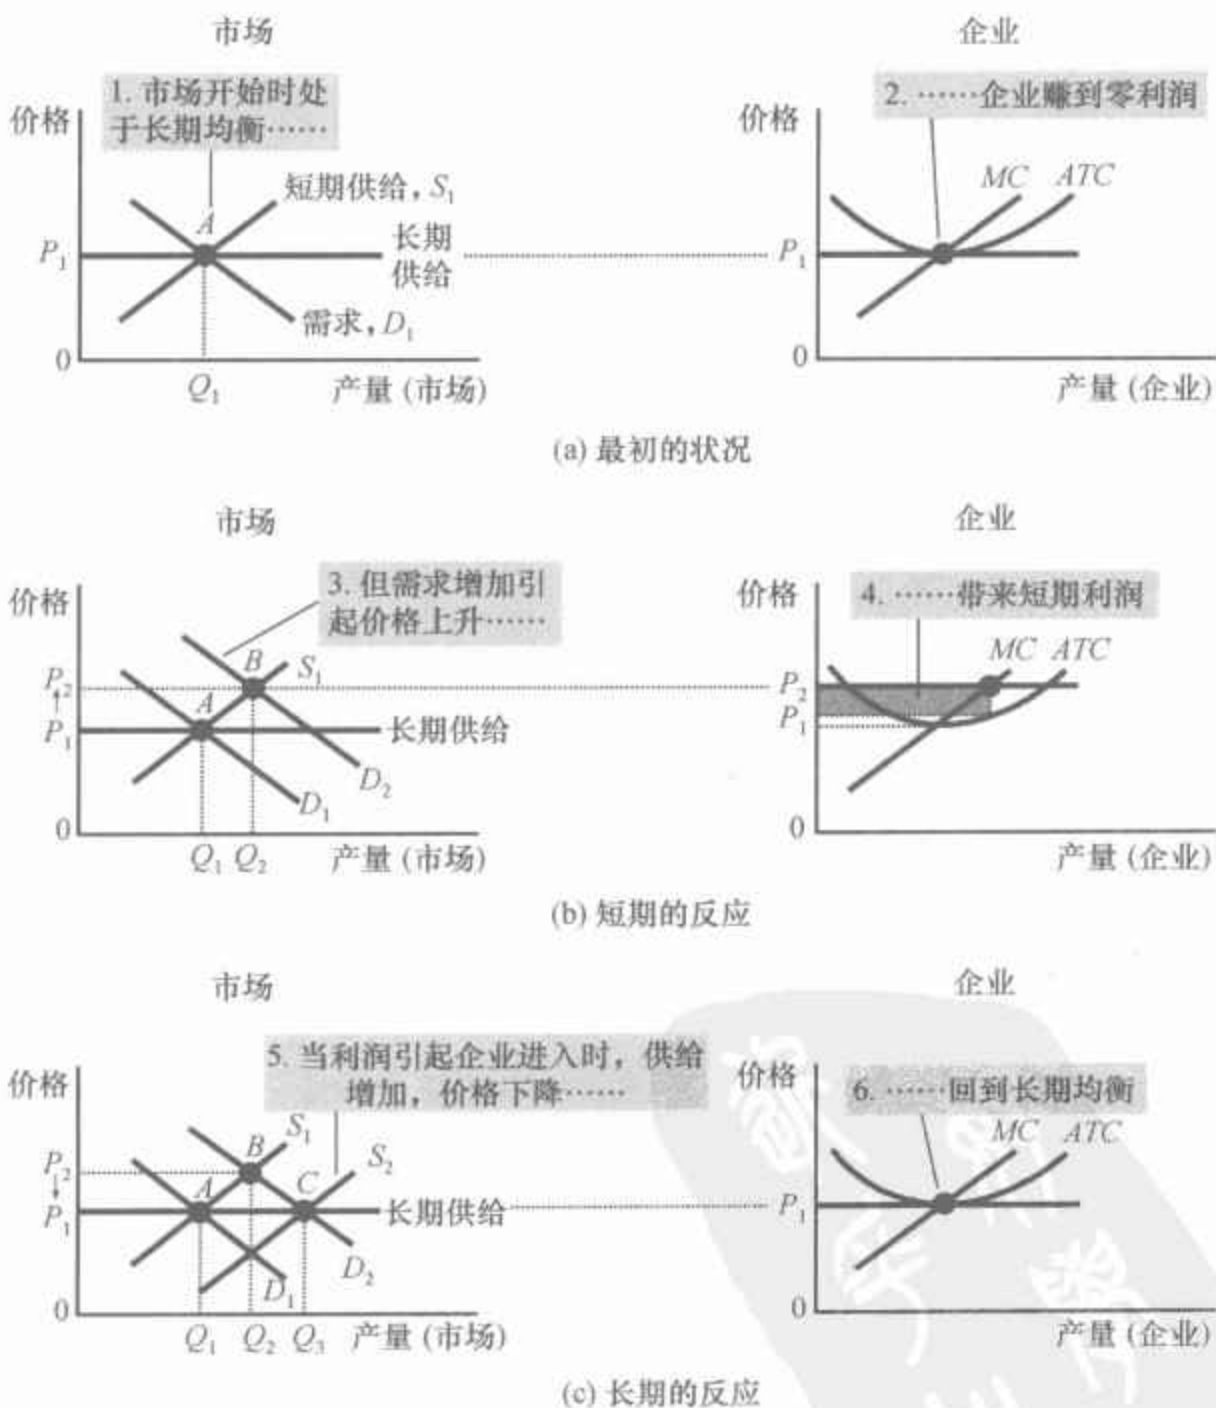 市场
企业
1. 市场开始时处
于长期均衡……
2. ……企业赚到零利润
价格
价格
MC
ATC
短期供给, S₁
A
P₁
长期
供给
P₁
需求, D₁
0
0
Q₁
产量 (市场)
产量 (企业)
(a) 最初的状况
市场
企业
3. 但需求增加引
起价格上升……
4. ……带来短期利润
价格
价格
MC
ATC
B
S₁
P₂
P₂
A
P₁
长期供给
P₁
D₂
D₁
0
0
Q₁
Q₂
产量 (市场)
产量 (企业)
(b) 短期的反应
市场
企业
5. 当利润引起企业进入时，供给
增加，价格下降……
6. ……回到长期均衡
价格
价格
MC
ATC
S₁
B
S₂
P₂
A
C
P₁
长期供给
P₁
D₂
D₁
0
0
Q₁
Q₂
Q₃
产量 (市场)
产量 (企业)
(c) 长期的反应